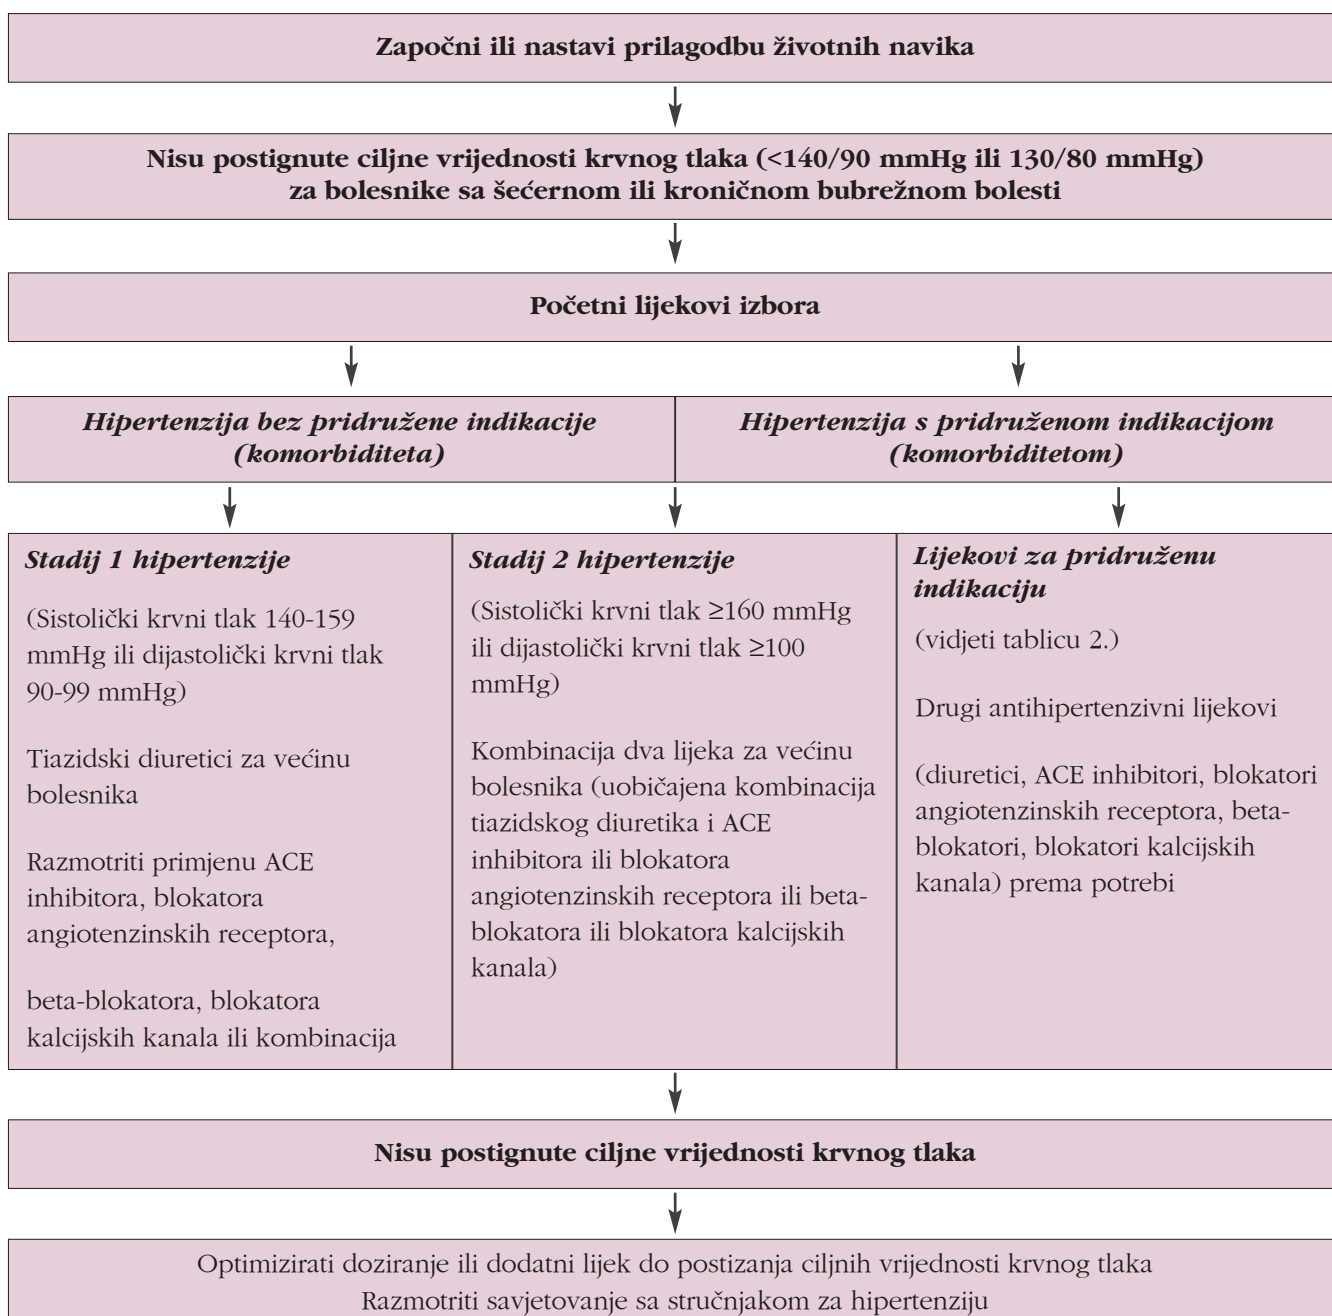 Započni ili nastavi prilagodbu životnih navika
Nisu postignute ciljne vrijednosti krvnog tlaka (<140/90 mmHg ili 130/80 mmHg)
za bolesnike sa šećernom ili kroničnom bubrežnom bolesti
Početni lijekovi izbora
Hipertenzija bez pridružene indikacije
(komorbiditeta)
Hipertenzija s pridruženom indikacijom
(komorbiditetom)
Stadij 1 hipertenzije
(Sistolički krvni tlak 140-159
mmHg ili dijastolički krvni tlak
90-99 mmHg)
Tiazidski diuretici za većinu
bolesnika
Razmotriti primjenu ACE
inhibitora, blokatora
angiotenzinskih receptora,
beta-blokatora, blokatora
kalcijskih kanala ili kombinacija
Stadij 2 hipertenzije
(Sistolički krvni tlak ≥160 mmHg
ili dijastolički krvni tlak ≥100
mmHg)
Kombinacija dva lijeka za većinu
bolesnika (uobičajena kombinacija
tiazidskog diuretika i ACE
inhibitora ili blokatora
angiotenzinskih receptora ili beta-
blokatora ili blokatora kalcijskih
kanala)
Lijekovi za pridruženu
indikaciju
(vidjeti tablicu 2.)
Drugi antihipertenzivni lijekovi
(diuretici, ACE inhibitori, blokatori
angiotenzinskih receptora, beta-
blokatori, blokatori kalcijskih
kanala) prema potrebi
Nisu postignute ciljne vrijednosti krvnog tlaka
Optimizirati doziranje ili dodatni lijek do postizanja ciljnih vrijednosti krvnog tlaka
Razmotriti savjetovanje sa stručnjakom za hipertenziju